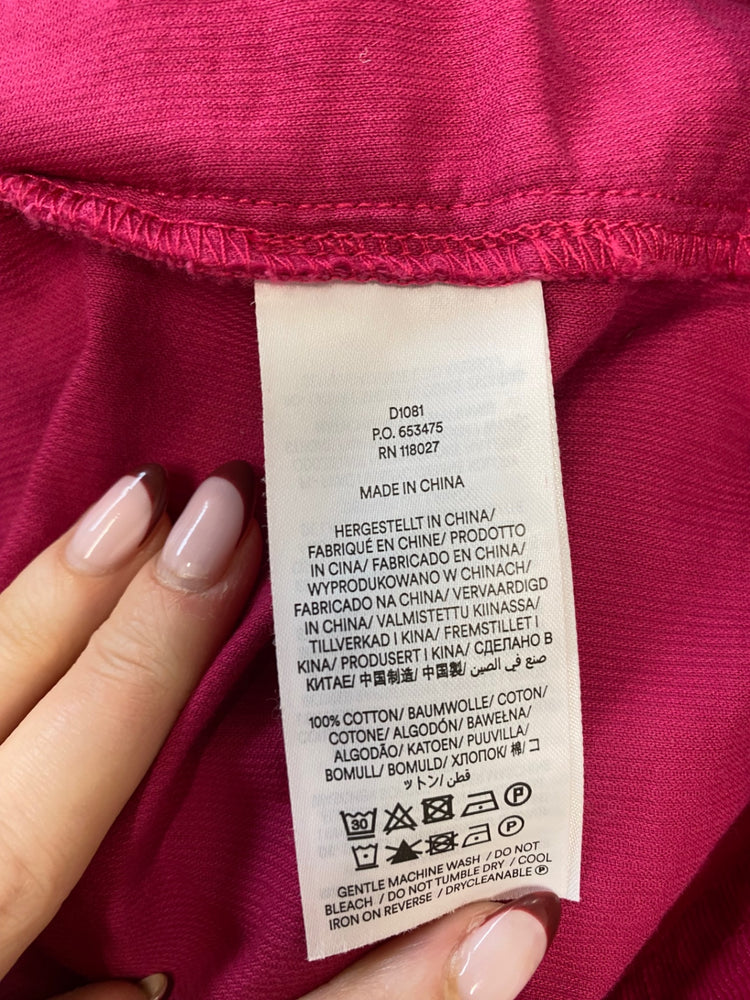 D1081
P.O. 653475
RN 118027
MADE IN CHINA
HERGESTELLT IN CHINA/
FABRIQUÉ EN CHINE/ PRODOTTO
IN CINA/ FABRICADO EN CHINA/
WYPRODUKOWANO W CHINACH/
FABRICADO NA CHINA/ VERVAARDIGD
IN CHINA/ VALMISTETTU KIINASSA/
TILLVERKAD I KINA/ FREMSTILLET I
KINA/ PRODUSERT I KINA/ СДЕЛАНО В
КИТАЕ/ 中国制造/ 中国製/ صنع في الصين
100% COTTON/ BAUMWOLLE/ COTON/
COTONE/ ALGODÓN/ BAWEŁNA/
ALGODÃO/ KATOEN/ PUUVILLA/
BOMULL/ BOMULD/ ХЛОПОК/ 棉/ コ
ットン/ قطن
30 P
P
GENTLE MACHINE WASH / DO NOT
BLEACH / DO NOT TUMBLE DRY / COOL
IRON ON REVERSE / DRYCLEANABLE Ⓟ